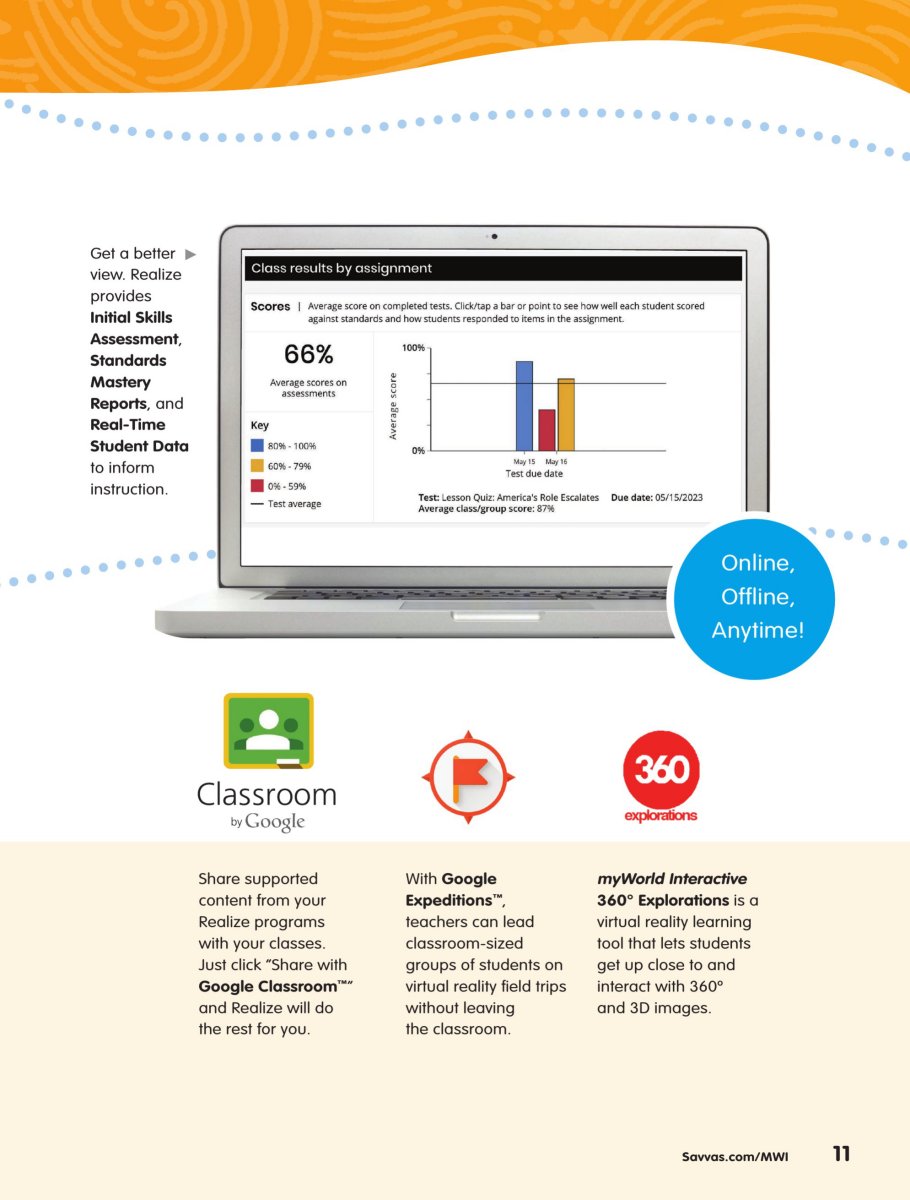 Get a better ▶
view. Realize
provides
Initial Skills
Assessment,
Standards
Mastery
Reports, and
Real-Time
Student Data
to inform
instruction.
Class results by assignment
Scores | Average score on completed tests. Click/tap a bar or point to see how well each student scored
against standards and how students responded to items in the assignment.
66%
Average scores on
assessments
Key
80% - 100%
60% - 79%
0% - 59%
Test average
100%
Average score
0%
May 15 May 16
Test due date
Test: Lesson Quiz: America's Role Escalates Due date: 05/15/2023
Average class/group score: 87%
Online,
Offline,
Anytime!
Classroom
by Google
360
explorations
Share supported
content from your
Realize programs
with your classes.
Just click “Share with
Google Classroom™”
and Realize will do
the rest for you.
With Google
Expeditions™,
teachers can lead
classroom-sized
groups of students on
virtual reality field trips
without leaving
the classroom.
myWorld Interactive
360° Explorations is a
virtual reality learning
tool that lets students
get up close to and
interact with 360°
and 3D images.
Savvas.com/MWI 11